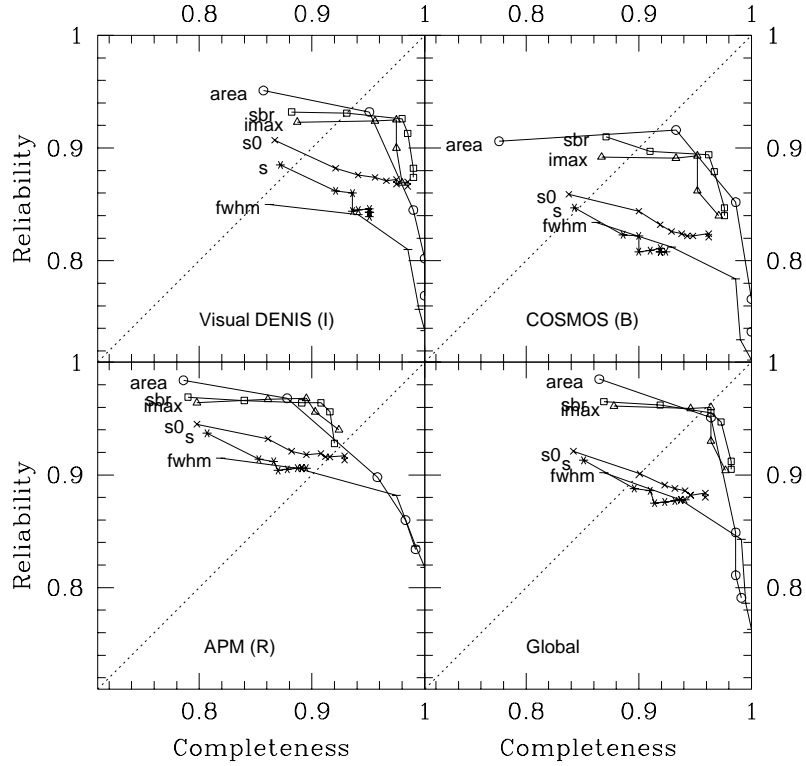 0.8 0.9 1 0.8 0.9 1
1 1
area
sbr
imax
s0
s
fwhm
Visual DENIS (I)
area
sbr
imax
s0
s
fwhm
COSMOS (B)
Reliability
0.9 0.9
0.8 0.8
1 1
area
sbr
imax
s0
s
fwhm
APM (R)
area
sbr
imax
s0
s
fwhm
Global
Reliability
0.9 0.9
0.8 0.8
0.8 0.9 1 0.8 0.9 1
Completeness Completeness